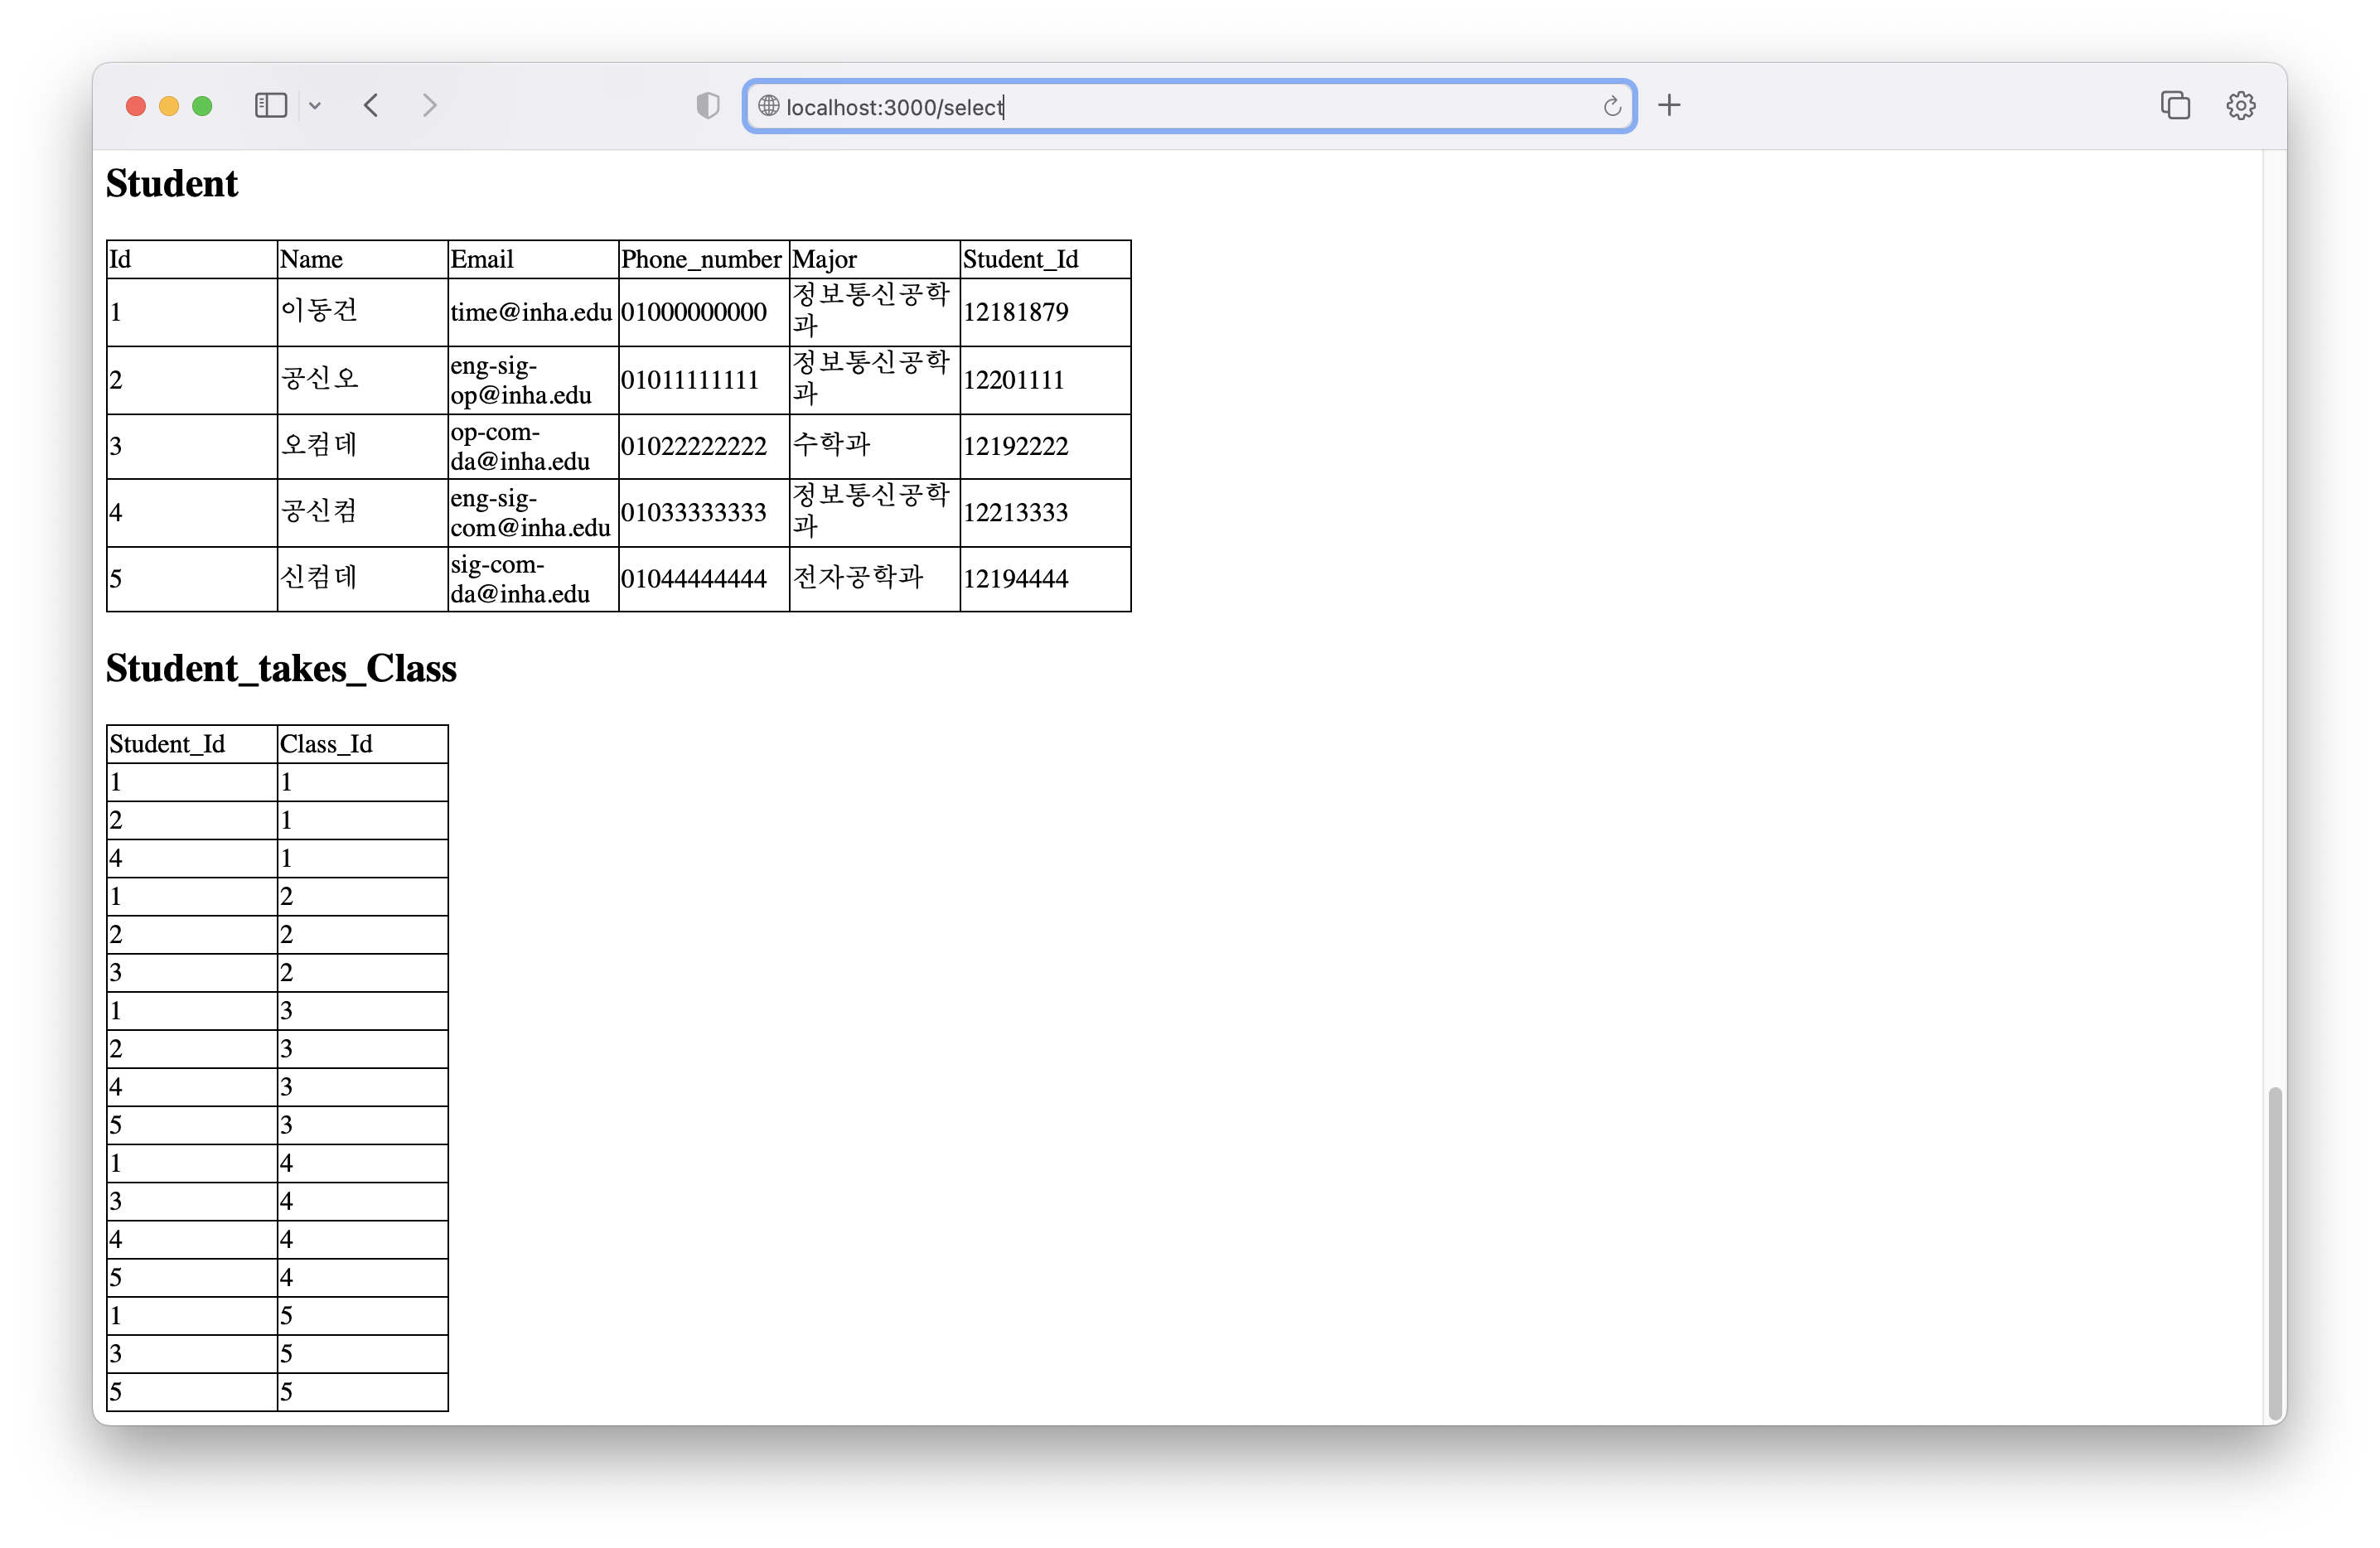 localhost:3000/select
Student
Id Name Email Phone_number Major Student_Id
1 이동건 time@inha.edu 01000000000 정보통신공학
과 12181879
2 공신오 eng-sig-
op@inha.edu 01011111111 정보통신공학
과 12201111
3 오컴데 op-com-
da@inha.edu 01022222222 수학과 12192222
4 공신컴 eng-sig-
com@inha.edu 01033333333 정보통신공학
과 12213333
5 신컴데 sig-com-
da@inha.edu 01044444444 전자공학과 12194444
Student_takes_Class
Student_Id Class_Id
1 1
2 1
4 1
1 2
2 2
3 2
1 3
2 3
4 3
5 3
1 4
3 4
4 4
5 4
1 5
3 5
5 5